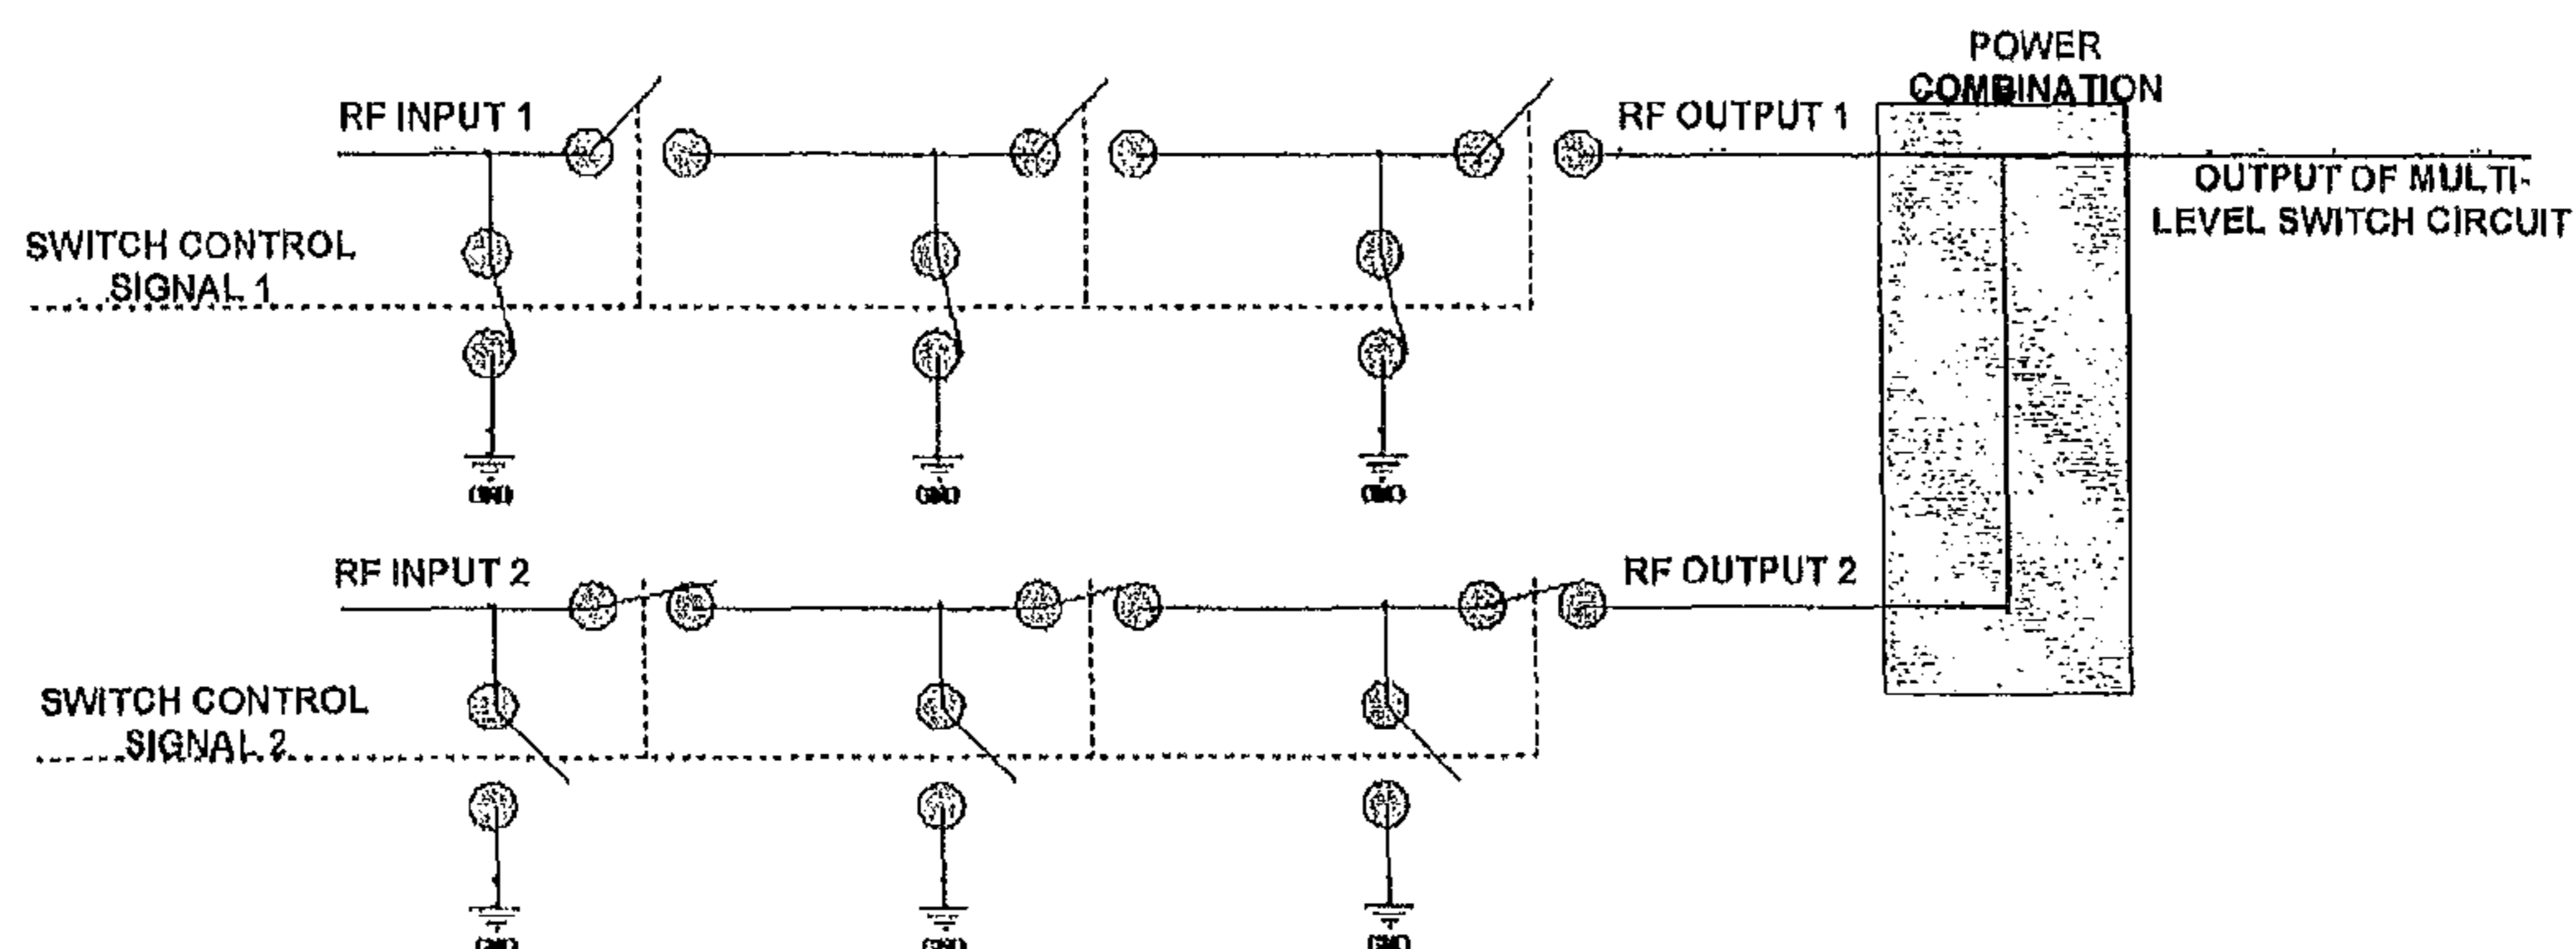 POWER
COMBINATION
RF INPUT 1
RF OUTPUT 1
OUTPUT OF MULTI-
LEVEL SWITCH CIRCUIT
SWITCH CONTROL
SIGNAL 1
GND
GND
GND
RF INPUT 2
RF OUTPUT 2
SWITCH CONTROL
SIGNAL 2
GND
GND
GND